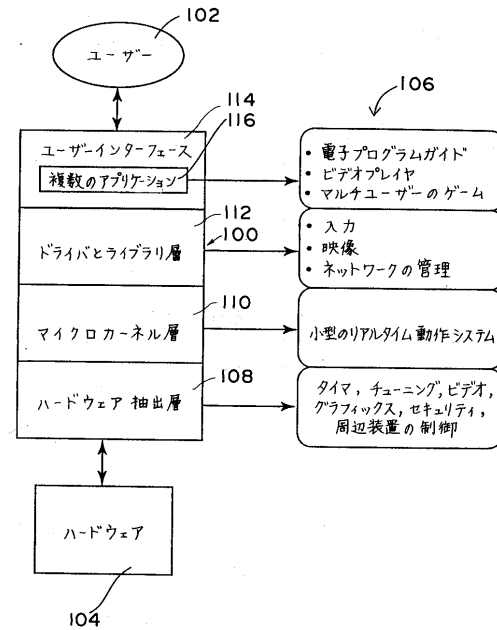 102
ユーザー
106
114
116
ユーザーインターフェース
複数のアプリケーション
・電子プログラムガイド
・ビデオプレイヤ
・マルチユーザーのゲーム
112
100
ドライバとライブラリ層
・入力
・映像
・ネットワークの管理
110
マイクロカーネル層
小型のリアルタイム動作システム
108
ハードウェア抽出層
タイマ,チューニング,ビデオ,
グラフィックス,セキュリティ,
周辺装置の制御
ハードウェア
104